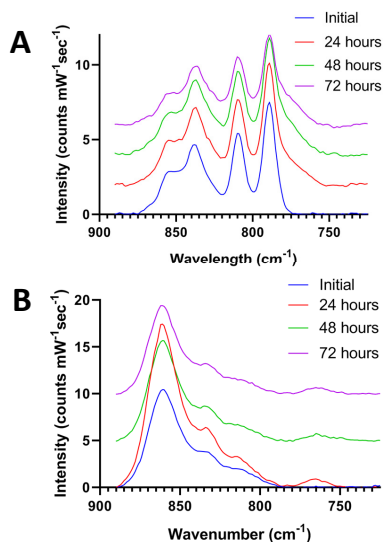 A
Initial
24 hours
48 hours
72 hours
Intensity (counts mW⁻¹sec⁻¹)
10
5
0
900 850 800 750
Wavelength (cm⁻¹)
B
Initial
24 hours
48 hours
72 hours
Intensity (counts mW⁻¹sec⁻¹)
20
15
10
5
0
900 850 800 750
Wavenumber (cm⁻¹)